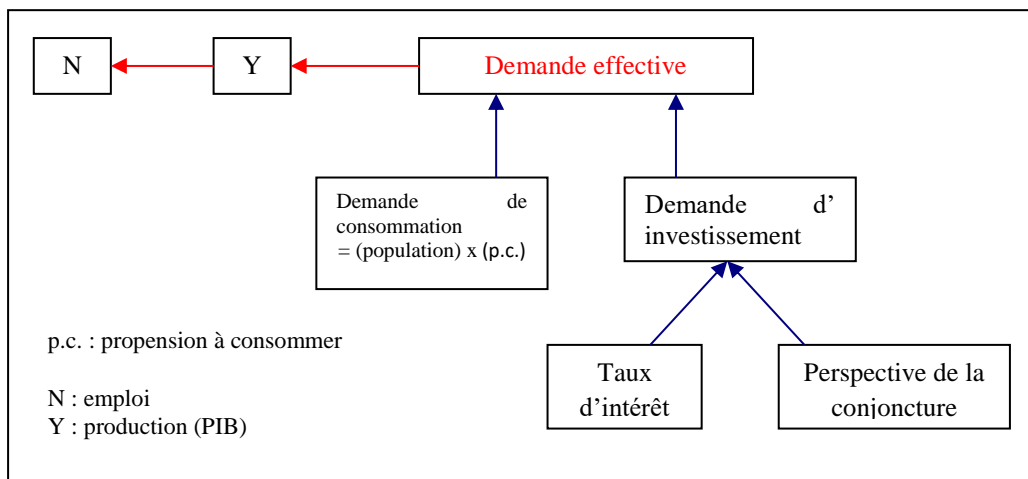 N
Y
Demande effective
Demande de
consommation
= (population) x (p.c.)
Demande d'
investissement
p.c. : propension à consommer
N : emploi
Y : production (PIB)
Taux
d'intérêt
Perspective de la
conjoncture